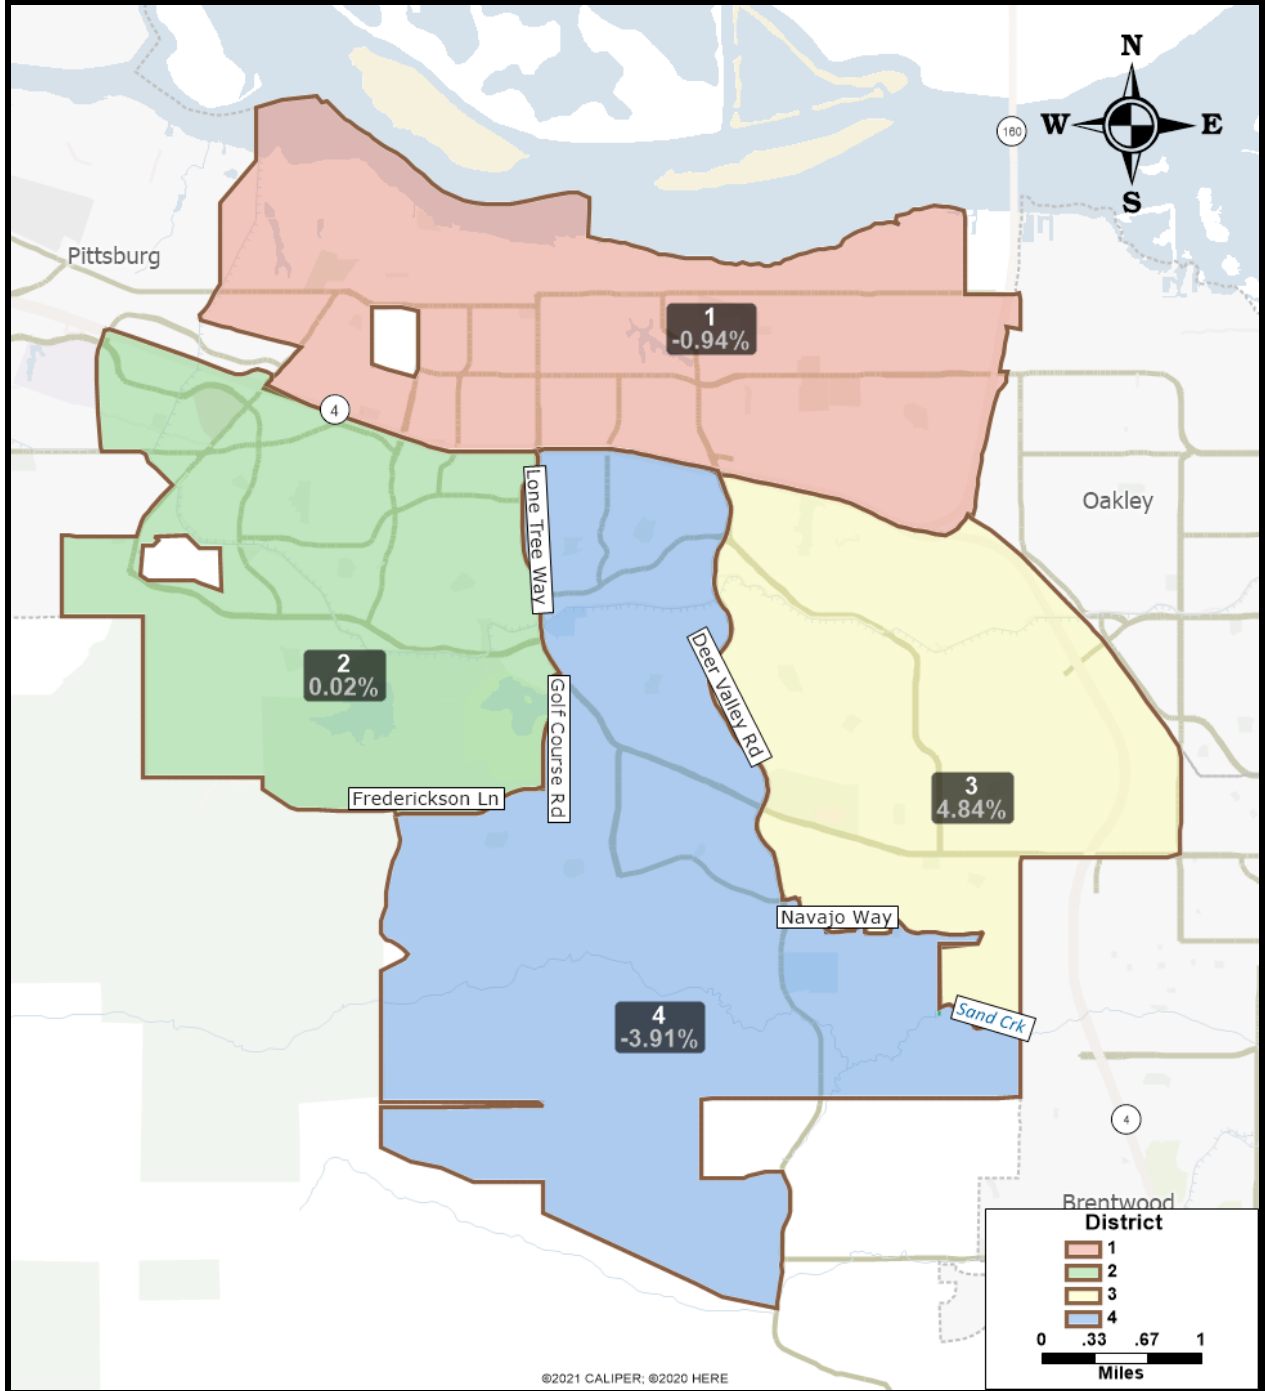 N
W E
S
160
Pittsburg
1
-0.94%
4
Oakley
Lone Tree Way
2
0.02%
Deer Valley Rd
Golf Course Rd
3
4.84%
Frederickson Ln
Navajo Way
Sand Crk
4
-3.91%
4
Brentwood
District
1
2
3
4
0 .33 .67 1
Miles
©2021 CALIPER; ©2020 HERE